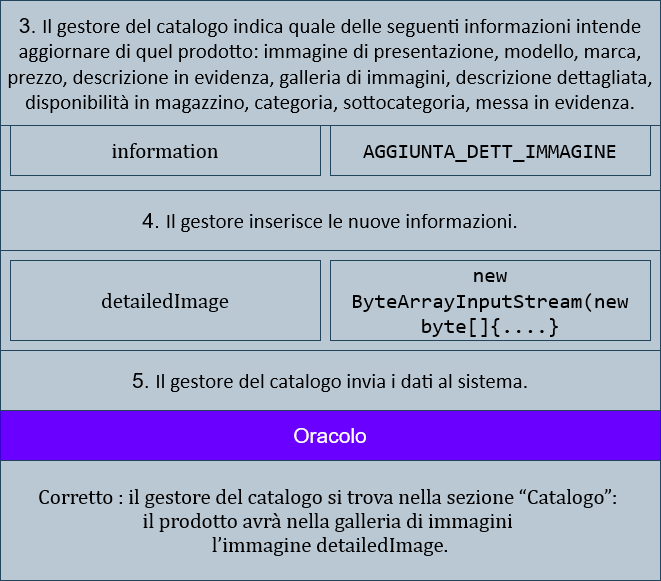 3. Il gestore del catalogo indica quale delle seguenti informazioni intende
aggiornare di quel prodotto: immagine di presentazione, modello, marca,
prezzo, descrizione in evidenza, galleria di immagini, descrizione dettagliata,
disponibilità in magazzino, categoria, sottocategoria, messa in evidenza.
information
AGGIUNTA_DETT_IMMAGINE
4. Il gestore inserisce le nuove informazioni.
detailedImage
new
ByteArrayInputStream(new
byte[]{....}
5. Il gestore del catalogo invia i dati al sistema.
Oracolo
Corretto : il gestore del catalogo si trova nella sezione “Catalogo”:
il prodotto avrà nella galleria di immagini
l’immagine detailedImage.